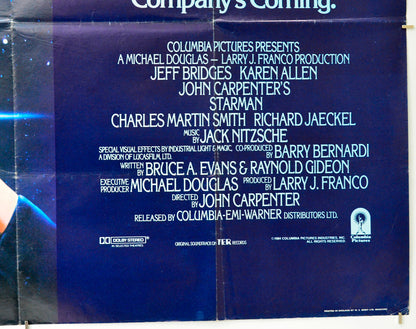 Company's Coming.
COLUMBIA PICTURES PRESENTS
A MICHAEL DOUGLAS – LARRY J. FRANCO PRODUCTION
JEFF BRIDGES KAREN ALLEN
JOHN CARPENTER'S
STARMAN
CHARLES MARTIN SMITH RICHARD JAECKEL
MUSIC BY JACK NITZSCHE
SPECIAL VISUAL EFFECTS BY INDUSTRIAL LIGHT & MAGIC, A DIVISION OF LUCASFILM, LTD. CO-PRODUCED BY BARRY BERNARDI
WRITTEN BY BRUCE A. EVANS & RAYNOLD GIDEON
EXECUTIVE PRODUCER MICHAEL DOUGLAS PRODUCED BY LARRY J. FRANCO
DIRECTED BY JOHN CARPENTER
RELEASED BY COLUMBIA-EMI-WARNER DISTRIBUTORS LTD.
DOLBY STEREO
IN SELECTED THEATRES
ORIGINAL SOUNDTRACK ON TER RECORDS
© 1984 COLUMBIA PICTURES INDUSTRIES, INC.
ALL RIGHTS RESERVED.
Columbia
Pictures